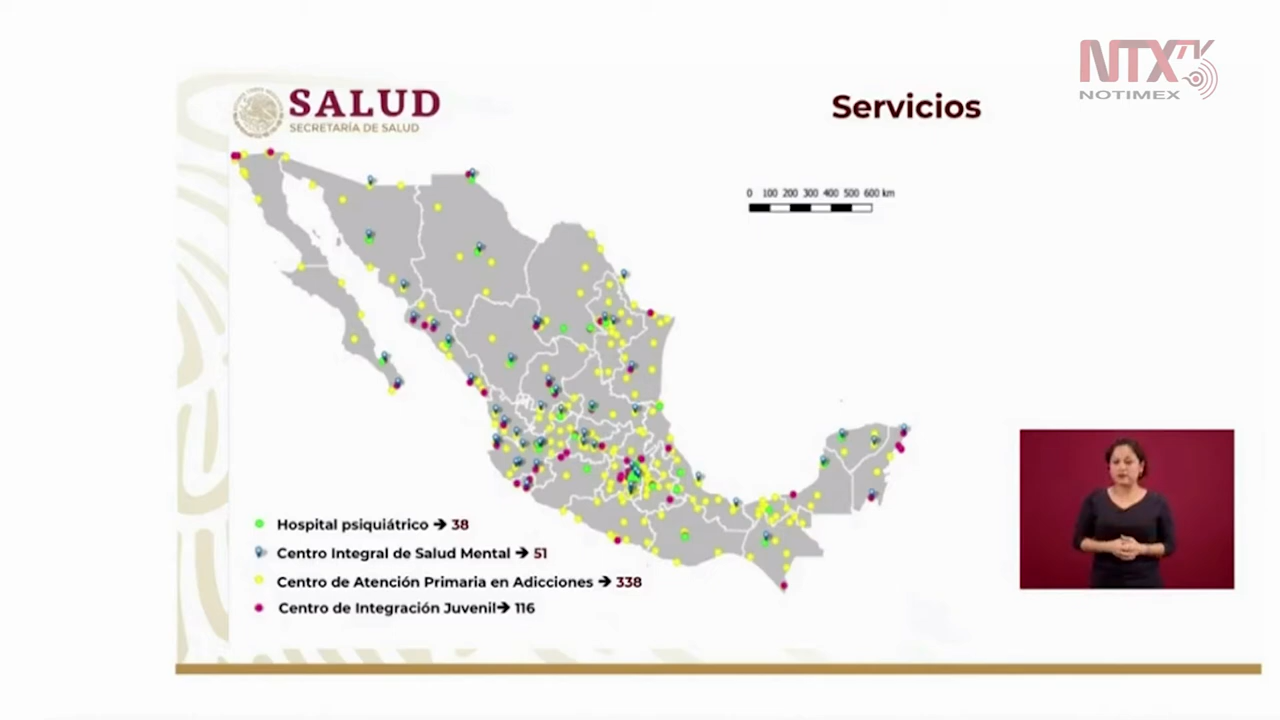 NTX TV
NOTIMEX
SALUD
SECRETARÍA DE SALUD
Servicios
0 100 200 300 400 500 600 km
Hospital psiquiátrico → 38
Centro Integral de Salud Mental → 51
Centro de Atención Primaria en Adicciones → 338
Centro de Integración Juvenil→ 116